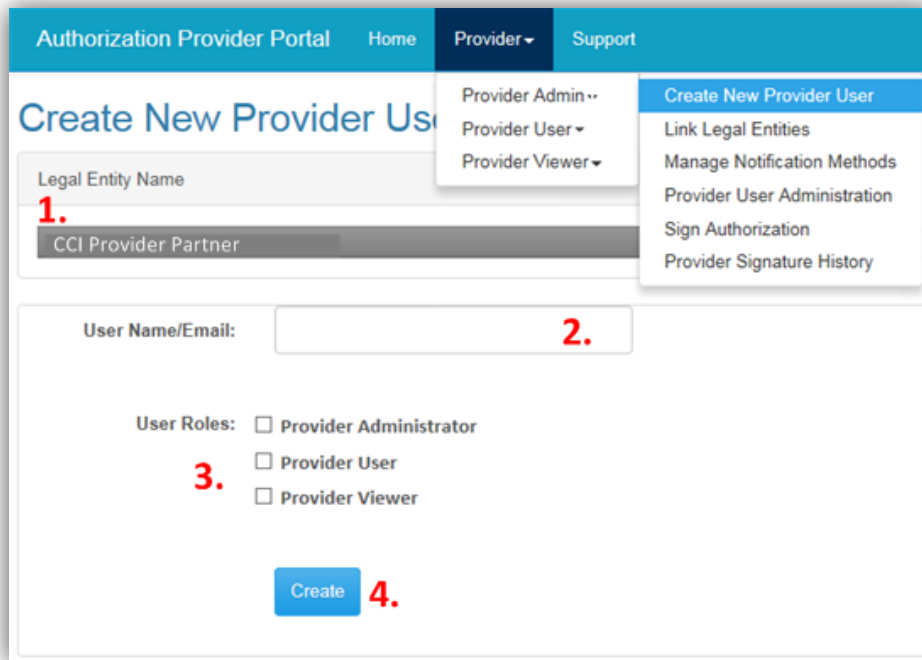 Authorization Provider Portal Home Provider Support
Provider Admin
Provider User
Provider Viewer
Create New Provider User
Link Legal Entities
Manage Notification Methods
Provider User Administration
Sign Authorization
Provider Signature History
Create New Provider Us
Legal Entity Name
1.
CCI Provider Partner
User Name/Email: 2.
User Roles: Provider Administrator
Provider User
3.
Provider Viewer
Create 4.